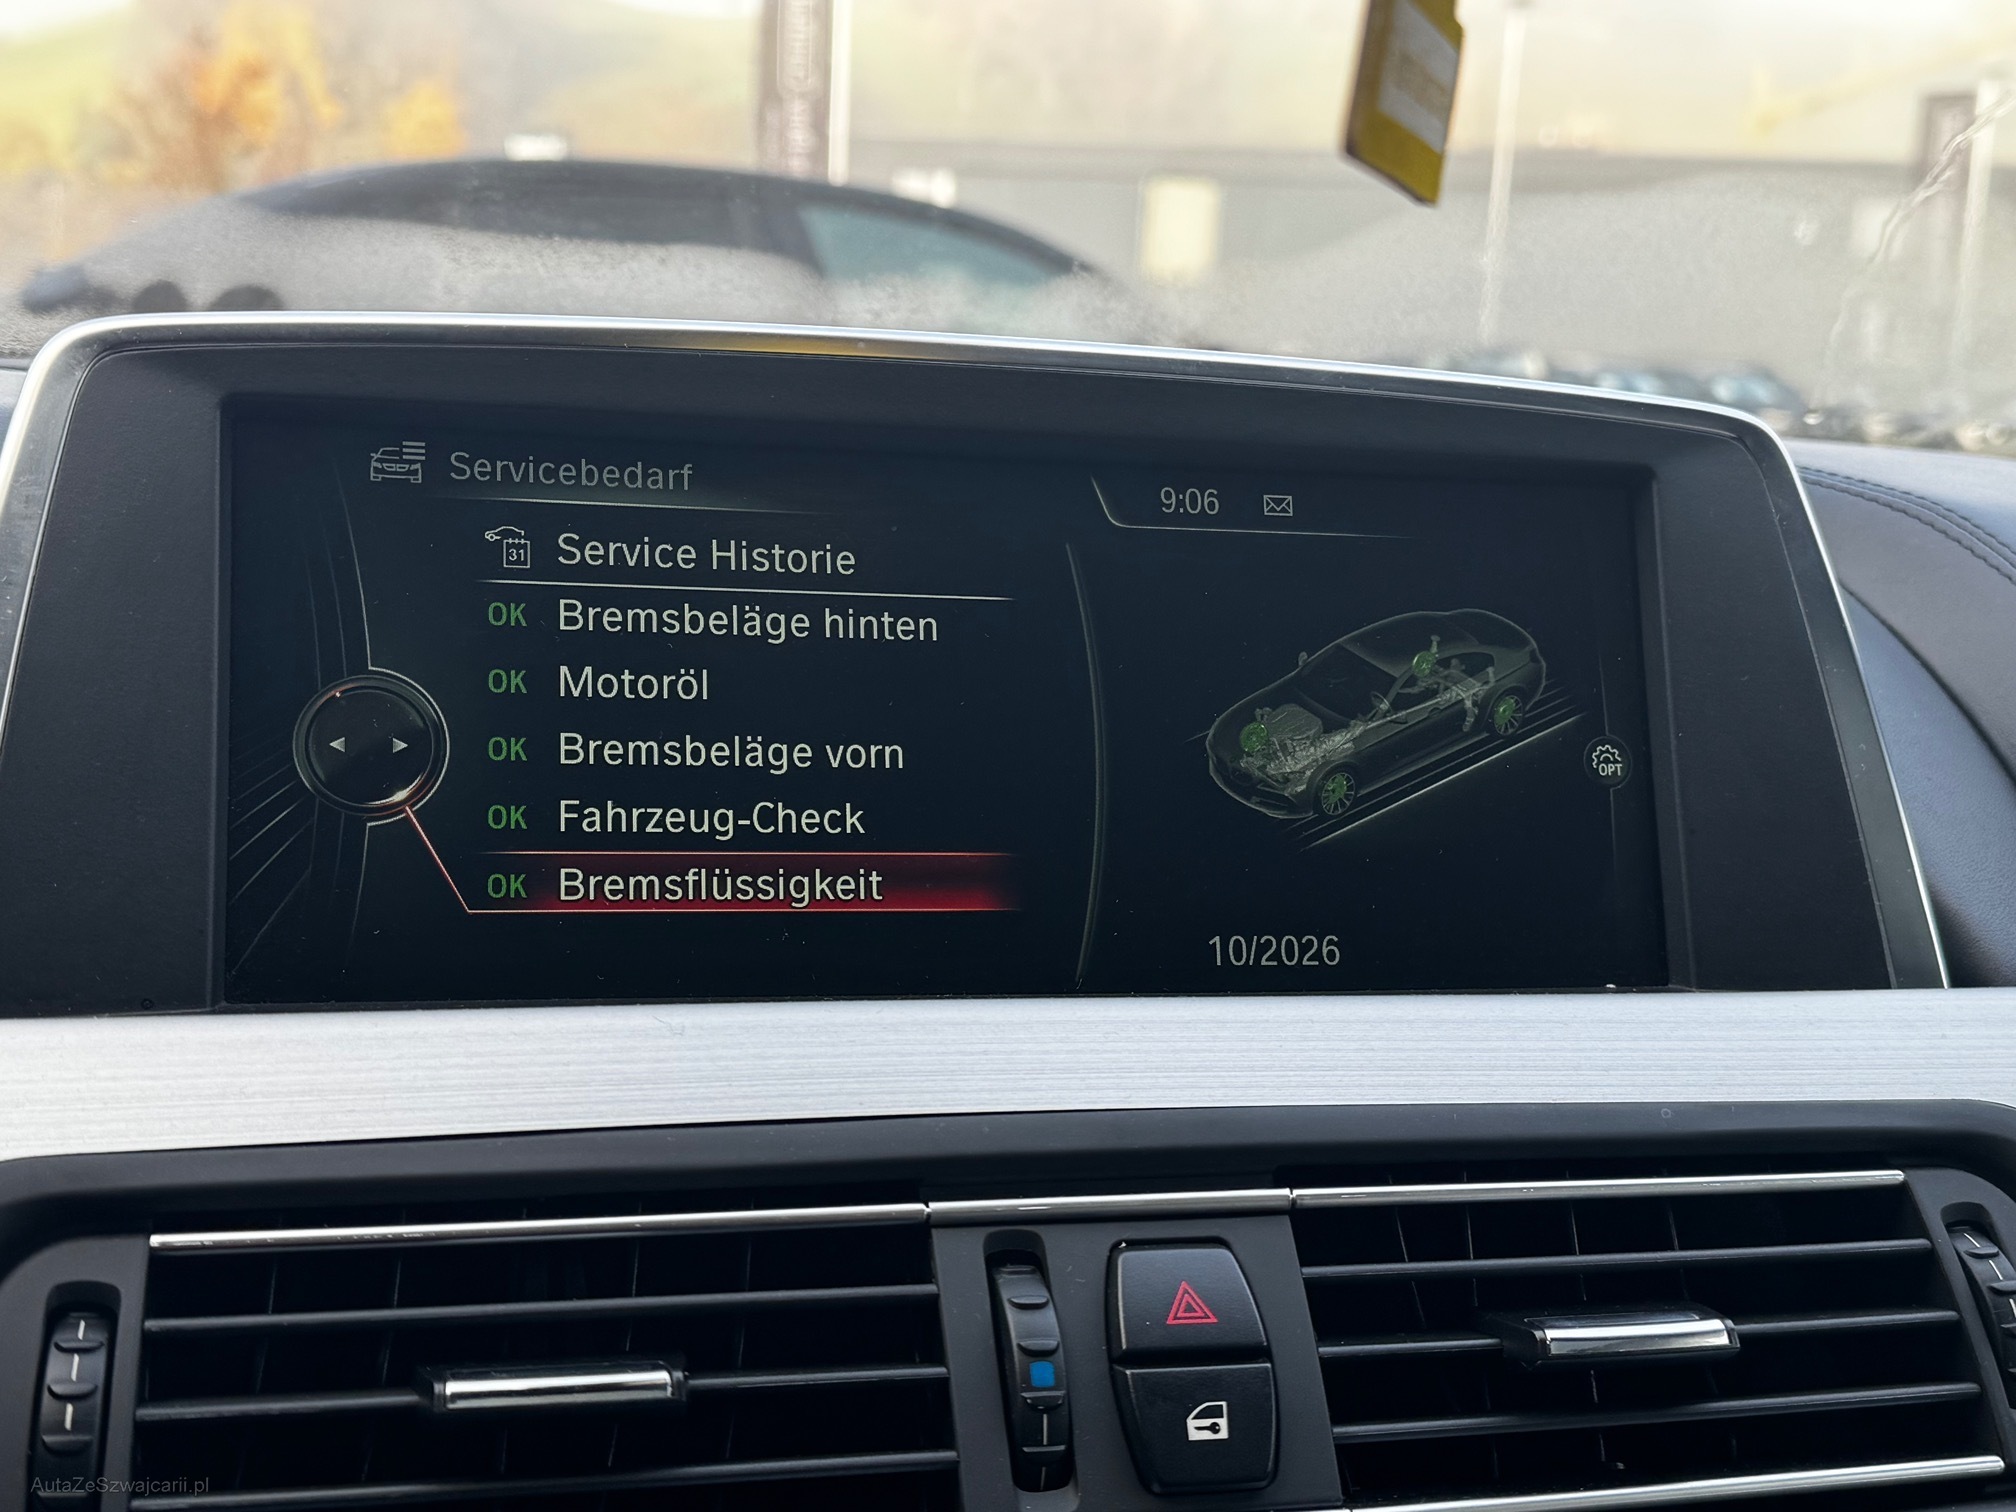 Servicebedarf
9:06
31 Service Historie
OK Bremsbeläge hinten
OK Motoröl
OK Bremsbeläge vorn
OK Fahrzeug-Check
OK Bremsflüssigkeit
OPT
10/2026
AutaZeSzwajcarii.pl